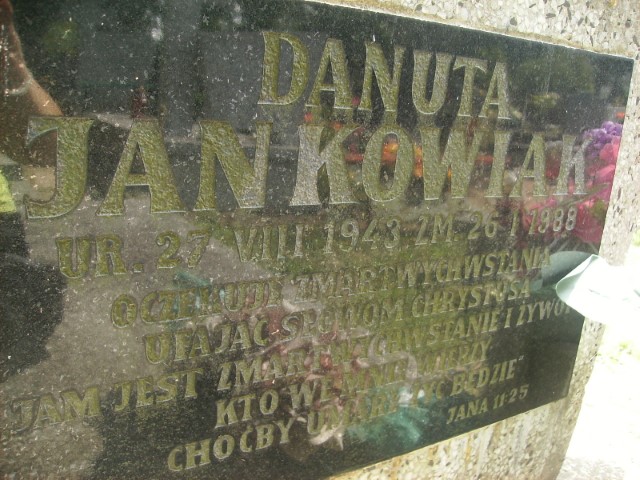 DANUTA
JANKOWIAK
UR. 27 VIII 1943 ZM. 26 I 1988
OCZEKUJE ZMARTWYCHWSTANIA
UFAJĄC SŁOWOM CHRYSTUSA
JAM JEST ZMARTWYCHWSTANIE I ŻYWOT
KTO WE MNIE WIERZY
CHOĆBY UMARŁ ŻYĆ BĘDZIE"
JANA 11-25